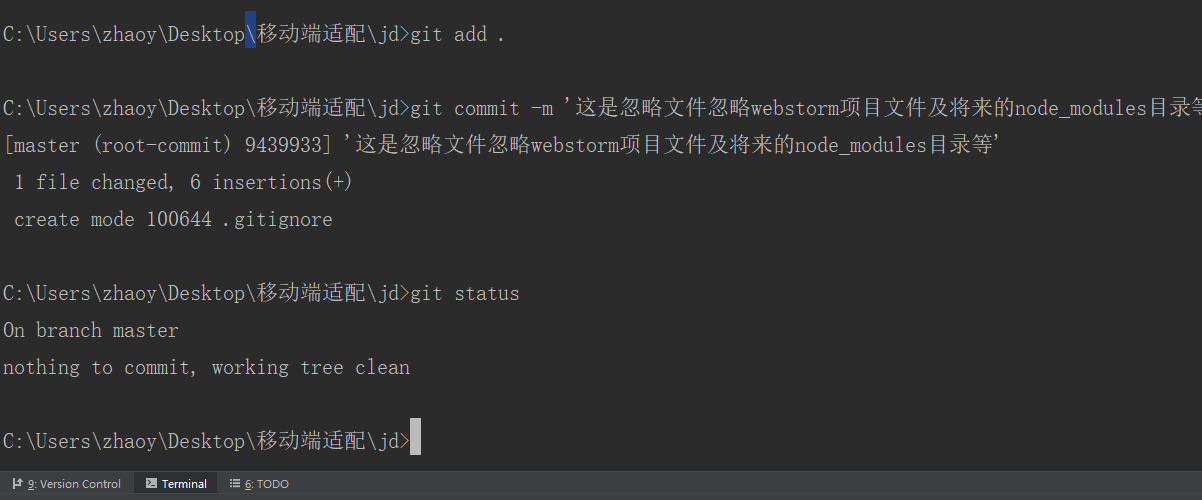 C:\Users\zhaoy\Desktop\移动端适配\jd>git add .
C:\Users\zhaoy\Desktop\移动端适配\jd>git commit -m '这是忽略文件忽略webstorm项目文件及将来的node_modules目录等
[master (root-commit) 9439933] '这是忽略文件忽略webstorm项目文件及将来的node_modules目录等'
1 file changed, 6 insertions(+)
create mode 100644 .gitignore
C:\Users\zhaoy\Desktop\移动端适配\jd>git status
On branch master
nothing to commit, working tree clean
C:\Users\zhaoy\Desktop\移动端适配\jd>
9: Version Control Terminal 6: TODO